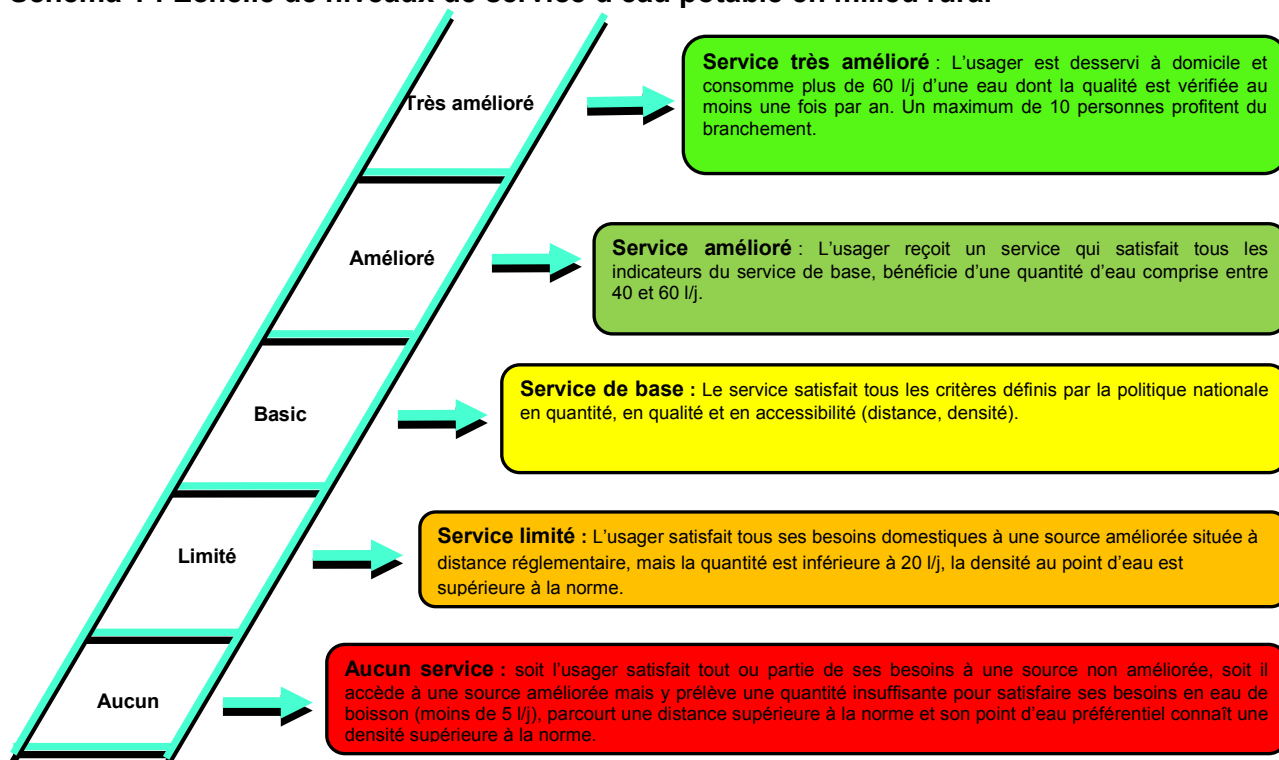 Très amélioré
Service très amélioré : L'usager est desservi à domicile et
consomme plus de 60 l/j d'une eau dont la qualité est vérifiée au
moins une fois par an. Un maximum de 10 personnes profitent du
branchement.
Amélioré
Service amélioré : L'usager reçoit un service qui satisfait tous les
indicateurs du service de base, bénéficie d'une quantité d'eau comprise entre
40 et 60 l/j.
Basic
Service de base : Le service satisfait tous les critères définis par la politique nationale
en quantité, en qualité et en accessibilité (distance, densité).
Limité
Service limité : L'usager satisfait tous ses besoins domestiques à une source améliorée située à
distance réglementaire, mais la quantité est inférieure à 20 l/j, la densité au point d'eau est
supérieure à la norme.
Aucun
Aucun service : soit l'usager satisfait tout ou partie de ses besoins à une source non améliorée, soit il
accède à une source améliorée mais y prélève une quantité insuffisante pour satisfaire ses besoins en eau de
boisson (moins de 5 l/j), parcourt une distance supérieure à la norme et son point d'eau préférentiel connaît une
densité supérieure à la norme.